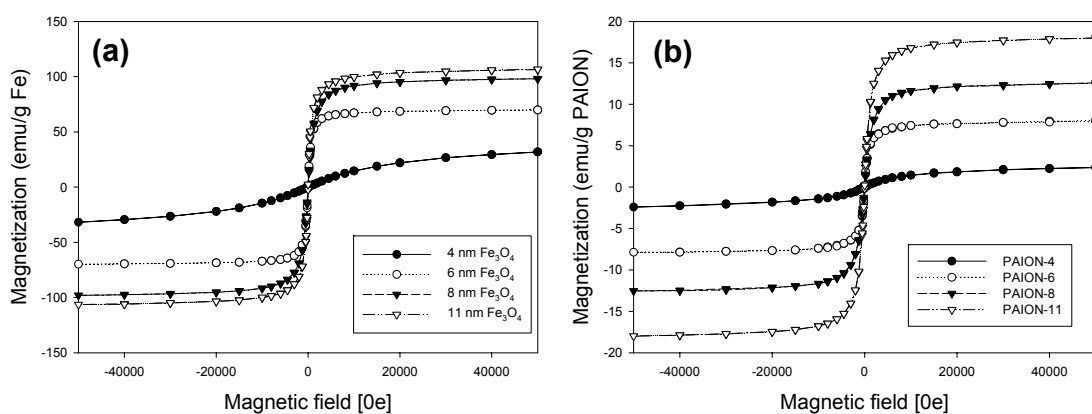 (a)
Magnetization (emu/g Fe)
150
100
50
0
-50
-100
-150
-40000 -20000 0 20000 40000
Magnetic field [0e]
4 nm Fe₃O₄
6 nm Fe₃O₄
8 nm Fe₃O₄
11 nm Fe₃O₄
(b)
Magnetization (emu/g PAION)
20
15
10
5
0
-5
-10
-15
-20
-40000 -20000 0 20000 40000
Magnetic field [0e]
PAION-4
PAION-6
PAION-8
PAION-11